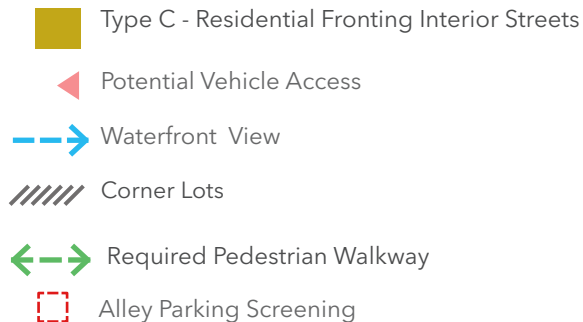 Type C - Residential Fronting Interior Streets
Potential Vehicle Access
Waterfront View
Corner Lots
Required Pedestrian Walkway
Alley Parking Screening